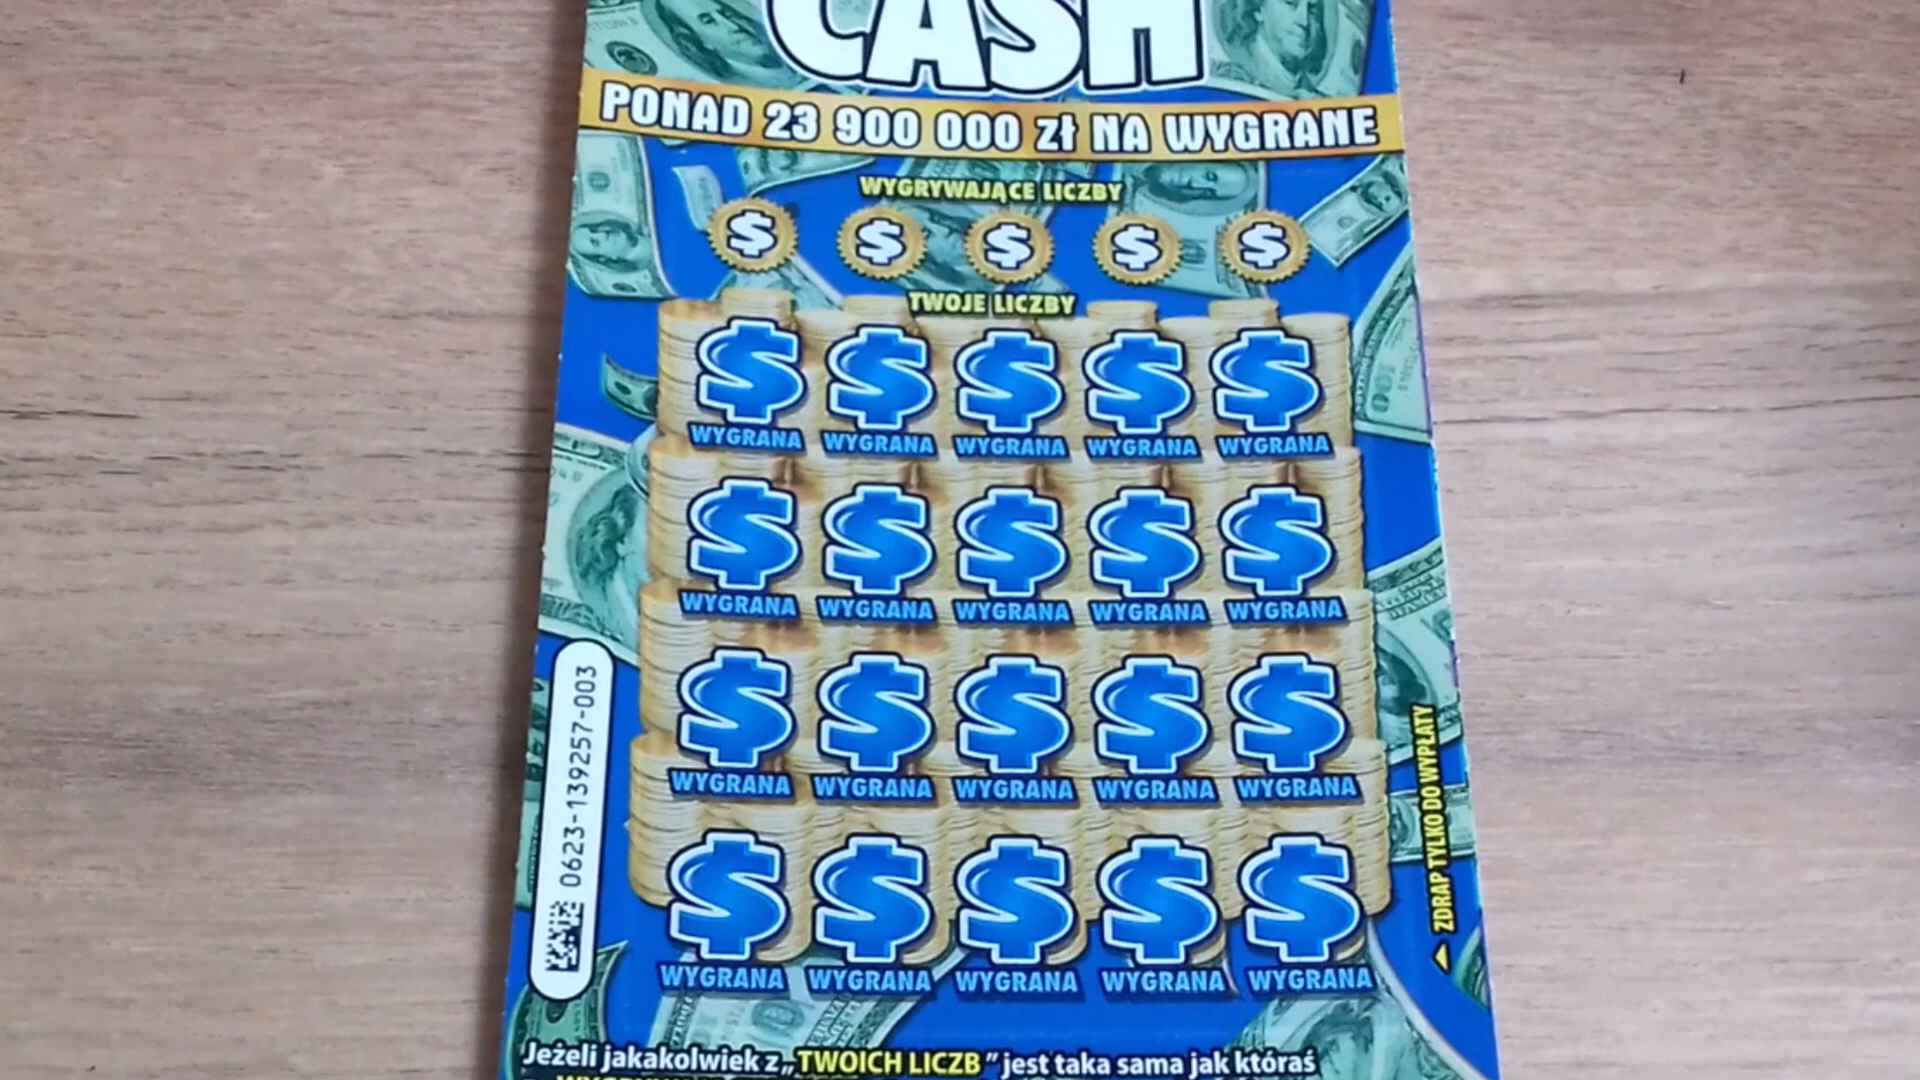 CASH
PONAD 23 900 000 zł NA WYGRANE
WYGRYWAJĄCE LICZBY
$ $ $ $ $
TWOJE LICZBY
$ $ $ $ $
WYGRANA WYGRANA WYGRANA WYGRANA WYGRANA
$ $ $ $ $
WYGRANA WYGRANA WYGRANA WYGRANA WYGRANA
$ $ $ $ $
WYGRANA WYGRANA WYGRANA WYGRANA WYGRANA
$ $ $ $ $
WYGRANA WYGRANA WYGRANA WYGRANA WYGRANA
0623-139257-003
ZDRAP TYLKO DO WYPŁATY
Jeżeli jakakolwiek z „TWOICH LICZB" jest taka sama jak któraś